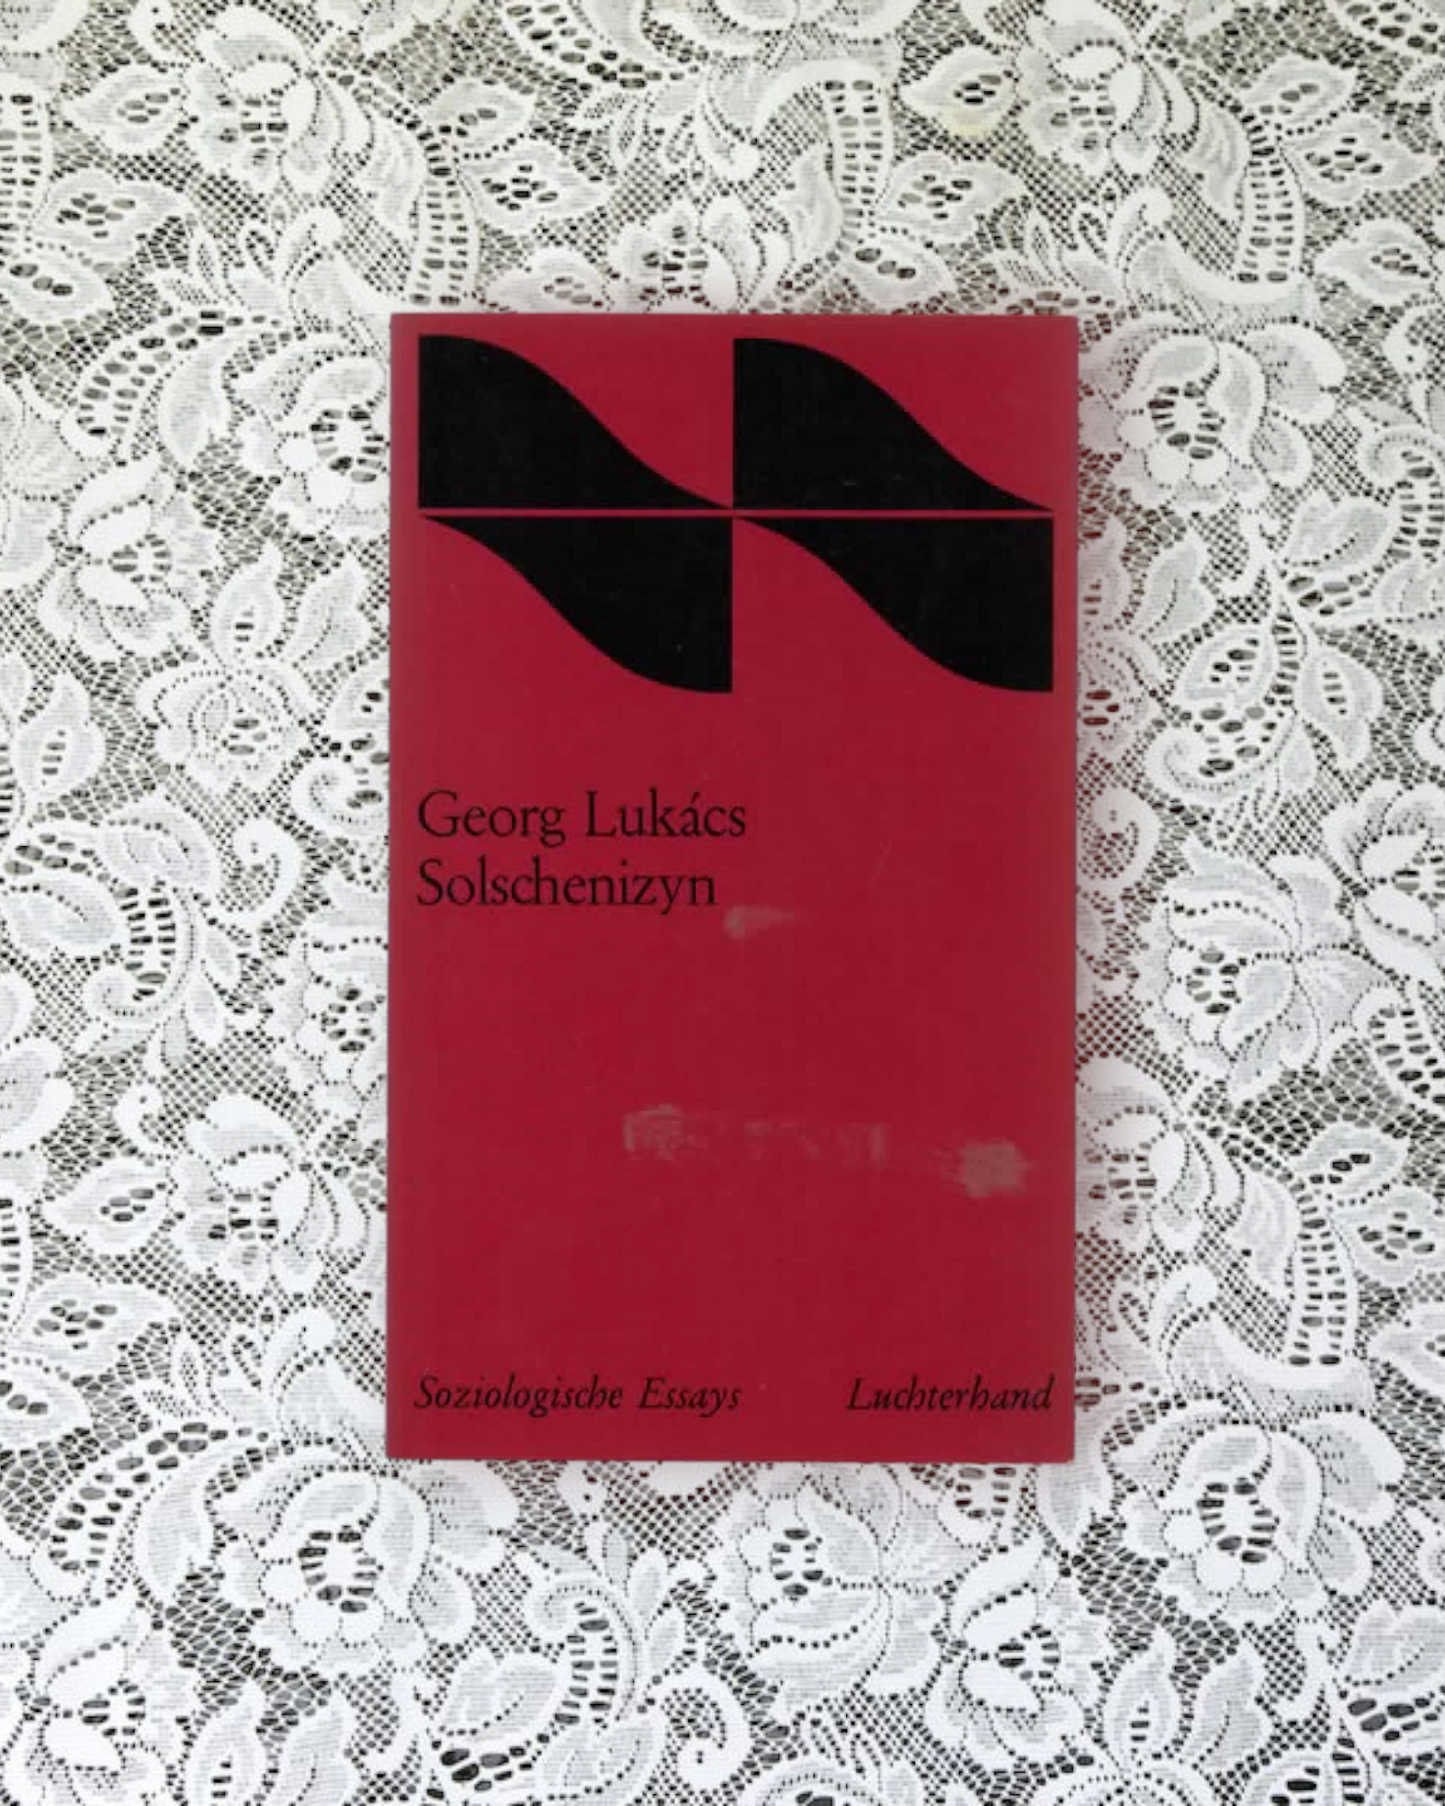 Georg Lukács
Solschenizyn
Soziologische Essays
Luchterhand